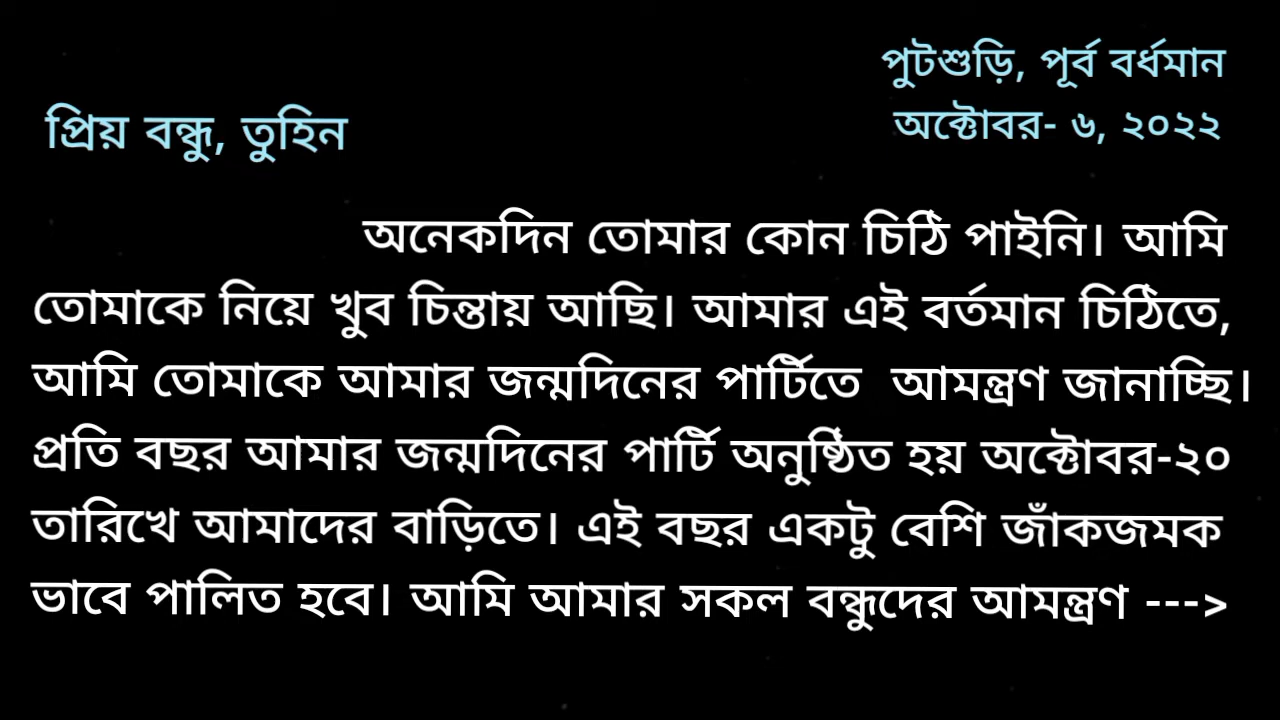 পুটশুড়ি, পূর্ব বর্ধমান
অক্টোবর- ৬, ২০২২
প্রিয় বন্ধু, তুহিন
অনেকদিন তোমার কোন চিঠি পাইনি। আমি
তোমাকে নিয়ে খুব চিন্তায় আছি। আমার এই বর্তমান চিঠিতে,
আমি তোমাকে আমার জন্মদিনের পার্টিতে আমন্ত্রণ জানাচ্ছি।
প্রতি বছর আমার জন্মদিনের পার্টি অনুষ্ঠিত হয় অক্টোবর-২০
তারিখে আমাদের বাড়িতে। এই বছর একটু বেশি জাঁকজমক
ভাবে পালিত হবে। আমি আমার সকল বন্ধুদের আমন্ত্রণ --->